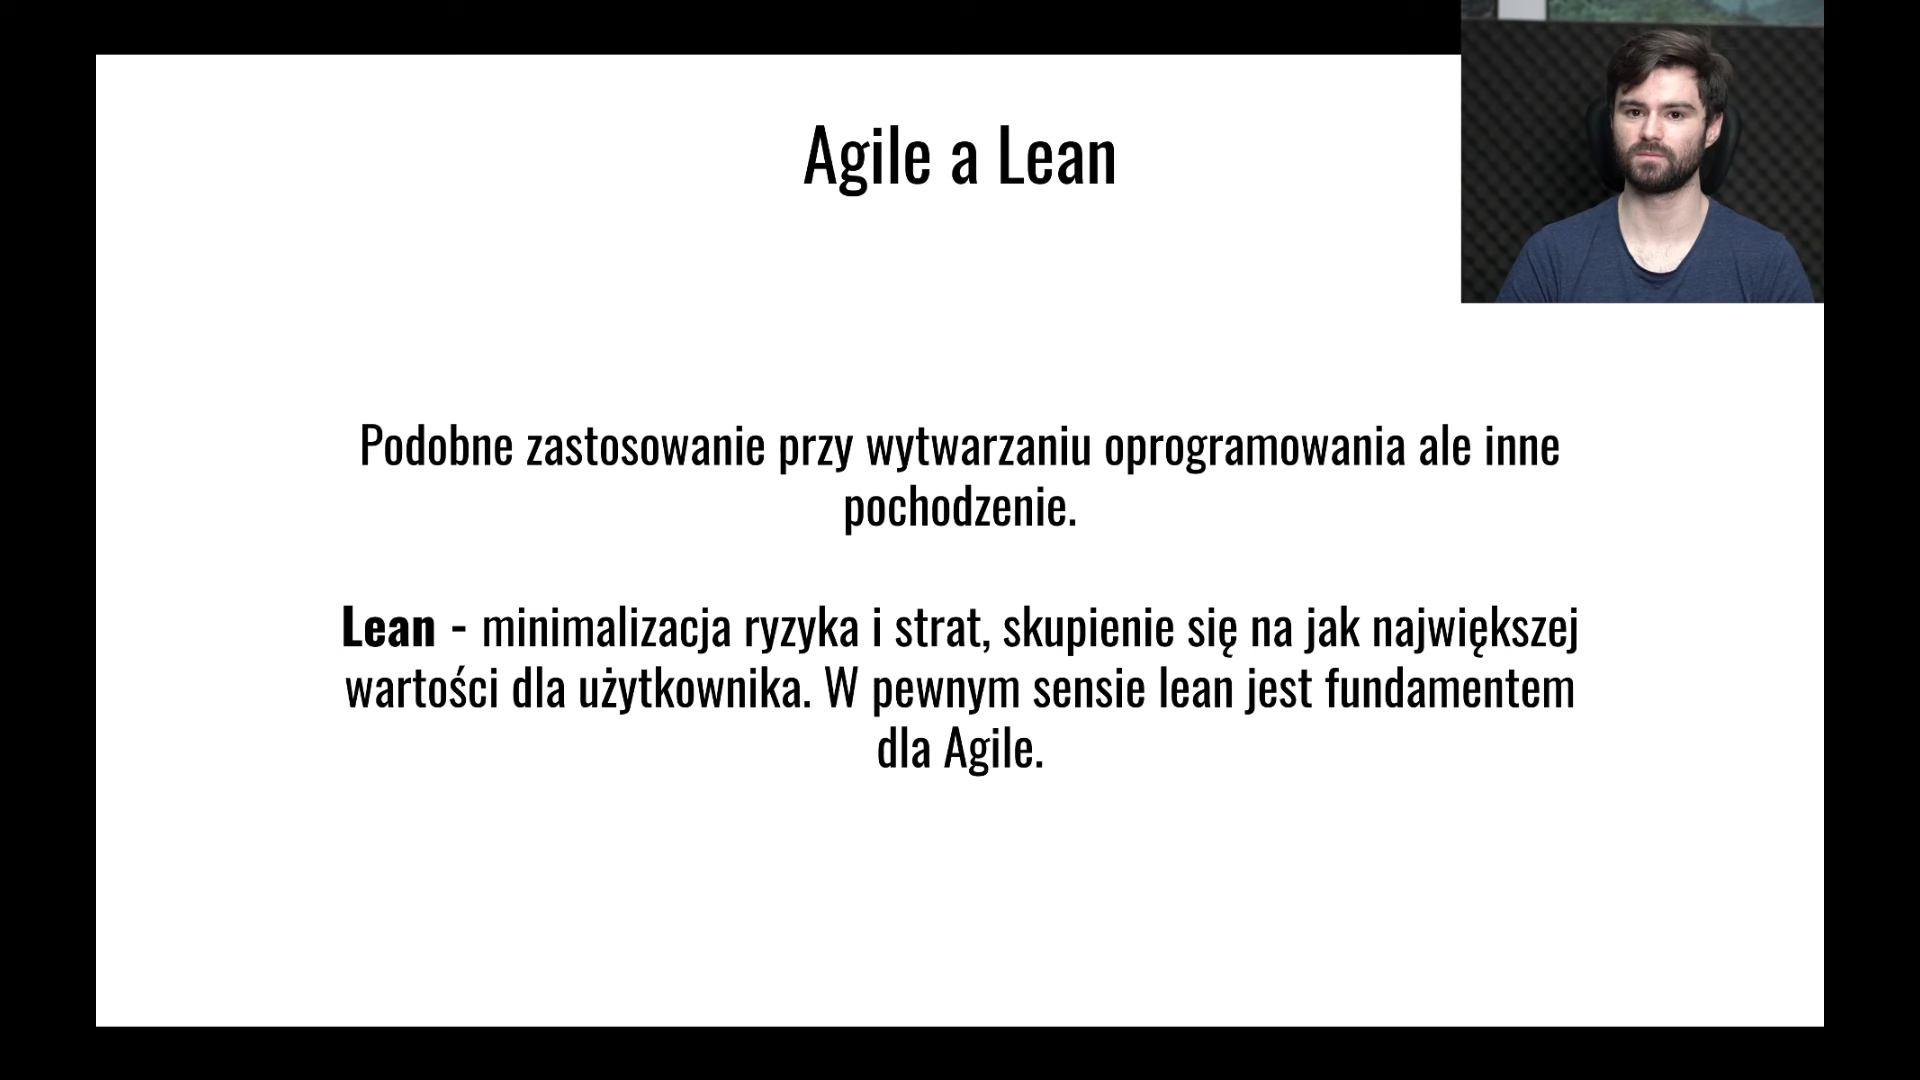 Agile a Lean
Podobne zastosowanie przy wytwarzaniu oprogramowania ale inne
pochodzenie.
Lean - minimalizacja ryzyka i strat, skupienie się na jak największej
wartości dla użytkownika. W pewnym sensie lean jest fundamentem
dla Agile.